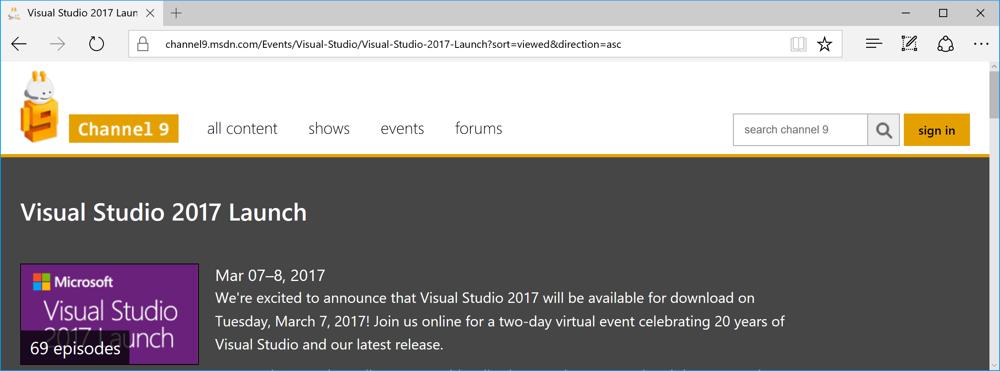 Visual Studio 2017 Laun
channel9.msdn.com/Events/Visual-Studio/Visual-Studio-2017-Launch?sort=viewed&direction=asc
9
Channel 9
all content
shows
events
forums
search channel 9
sign in
Visual Studio 2017 Launch
Microsoft
Visual Studio
2017 Launch
69 episodes
Mar 07–8, 2017
We're excited to announce that Visual Studio 2017 will be available for download on
Tuesday, March 7, 2017! Join us online for a two-day virtual event celebrating 20 years of
Visual Studio and our latest release.